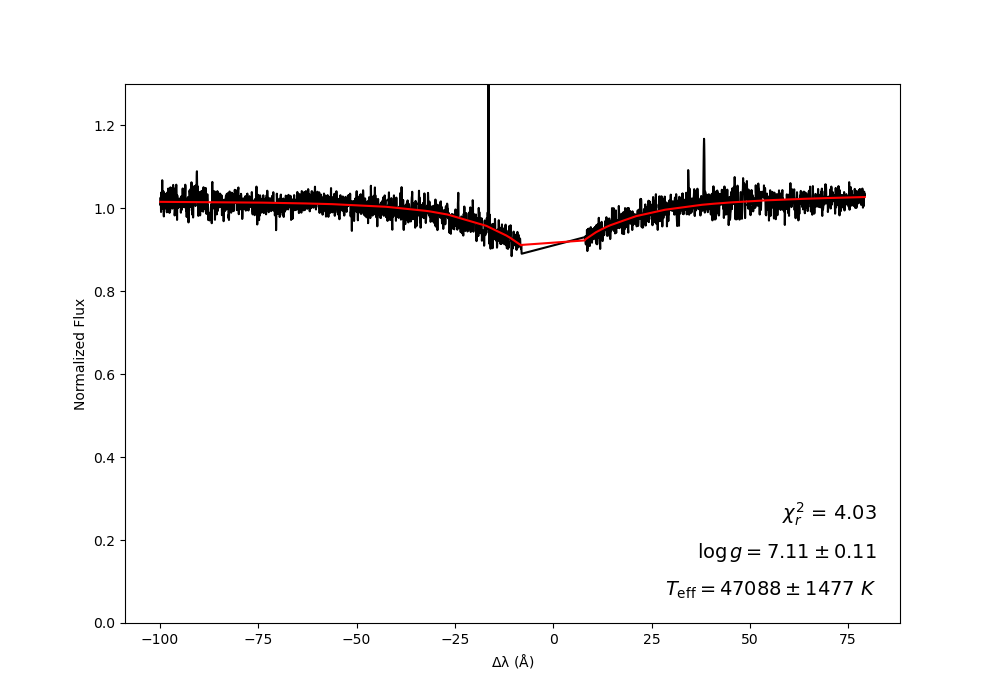 1.2
1.0
0.8
0.6
0.4
0.2
0.0
Normalized Flux
χ²ᵣ = 4.03
log g = 7.11 ± 0.11
T_eff = 47088 ± 1477 K
−100 −75 −50 −25 0 25 50 75
Δλ (Å)